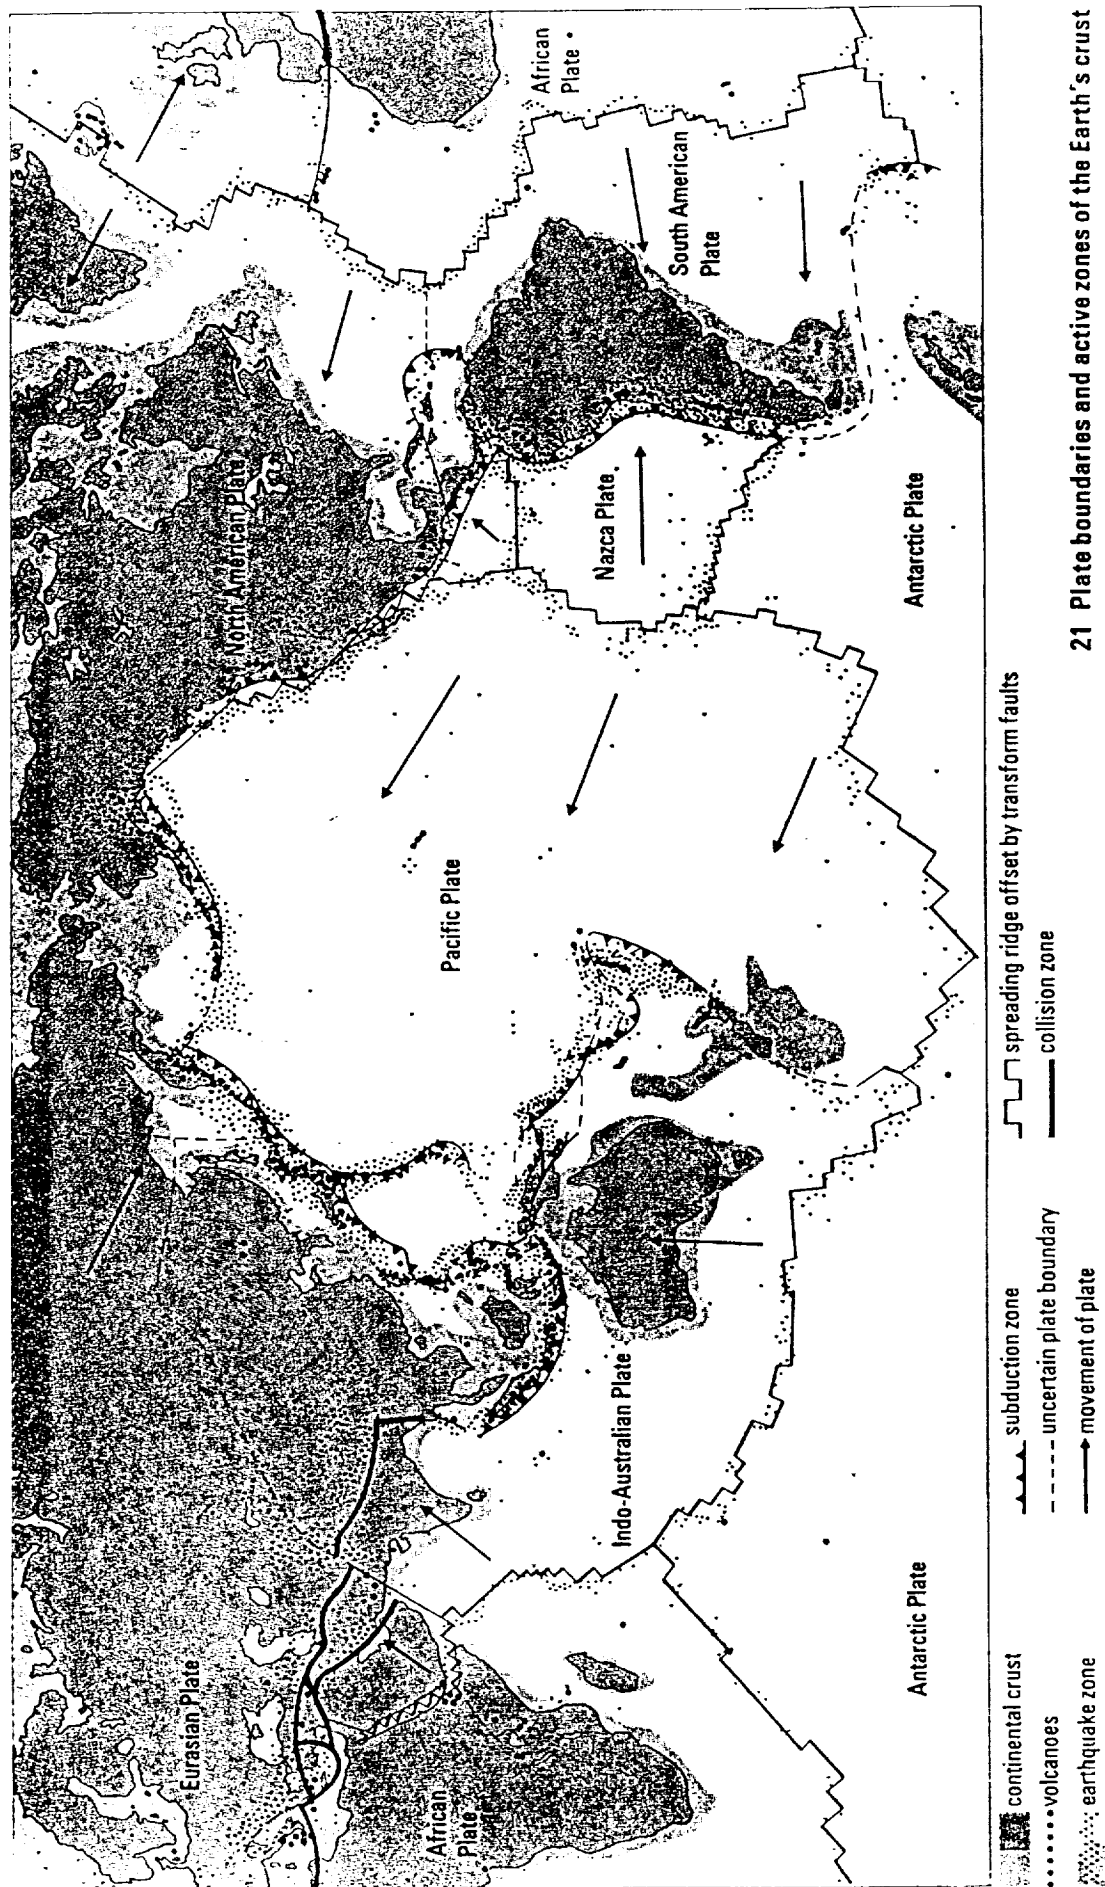 Eurasian Plate
African
Plate
Indo-Australian Plate
Antarctic Plate
Pacific Plate
North American Plate
Nazca Plate
Antarctic Plate
South American
Plate
African
Plate
continental crust
volcanoes
earthquake zone
subduction zone
uncertain plate boundary
movement of plate
spreading ridge offset by transform faults
collision zone
21 Plate boundaries and active zones of the Earth's crust